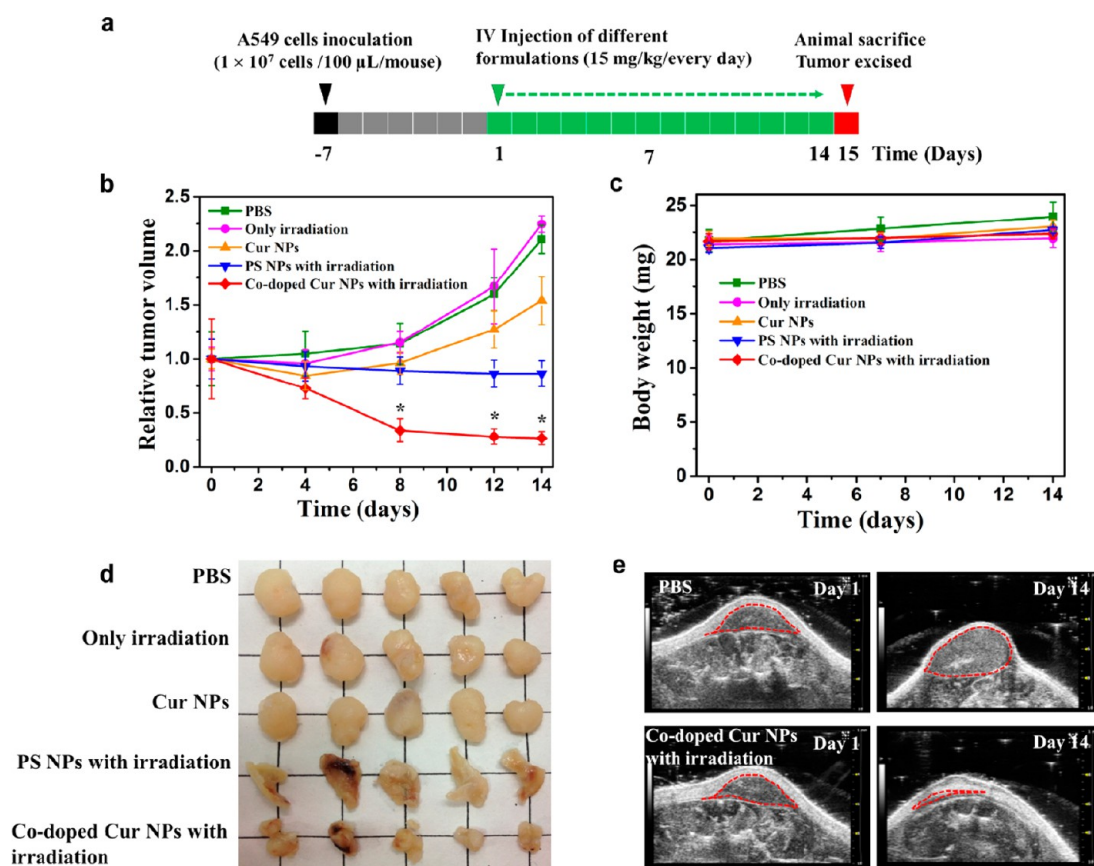 a
A549 cells inoculation
(1 × 10⁷ cells /100 µL/mouse)
IV Injection of different
formulations (15 mg/kg/every day)
Animal sacrifice
Tumor excised
-7
1
7
14
15
Time (Days)
b
2.5
2.0
1.5
1.0
0.5
0.0
Relative tumor volume
PBS
Only irradiation
Cur NPs
PS NPs with irradiation
Co-doped Cur NPs with irradiation
*
*
*
0 2 4 6 8 10 12 14
Time (days)
c
25
20
15
10
5
0
Body weight (mg)
PBS
Only irradiation
Cur NPs
PS NPs with irradiation
Co-doped Cur NPs with irradiation
0 2 4 6 8 10 12 14
Time (days)
d
PBS
Only irradiation
Cur NPs
PS NPs with irradiation
Co-doped Cur NPs with
irradiation
e
PBS
Day 1
Day 14
Co-doped Cur NPs
with irradiation
Day 1
Day 14